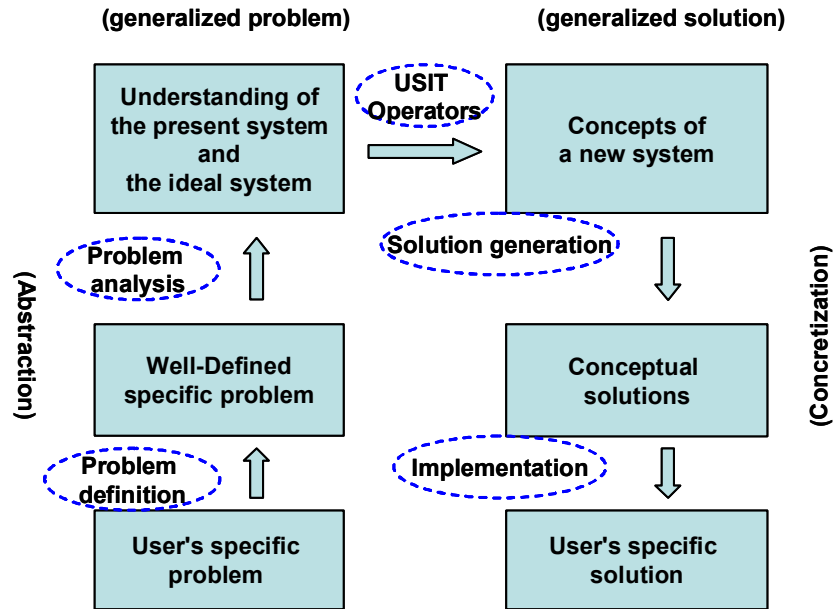 (generalized problem)
(generalized solution)
Understanding of
the present system
and
the ideal system
USIT
Operators
Concepts of
a new system
Problem
analysis
Solution generation
(Abstraction)
(Concretization)
Well-Defined
specific problem
Conceptual
solutions
Problem
definition
Implementation
User's specific
problem
User's specific
solution